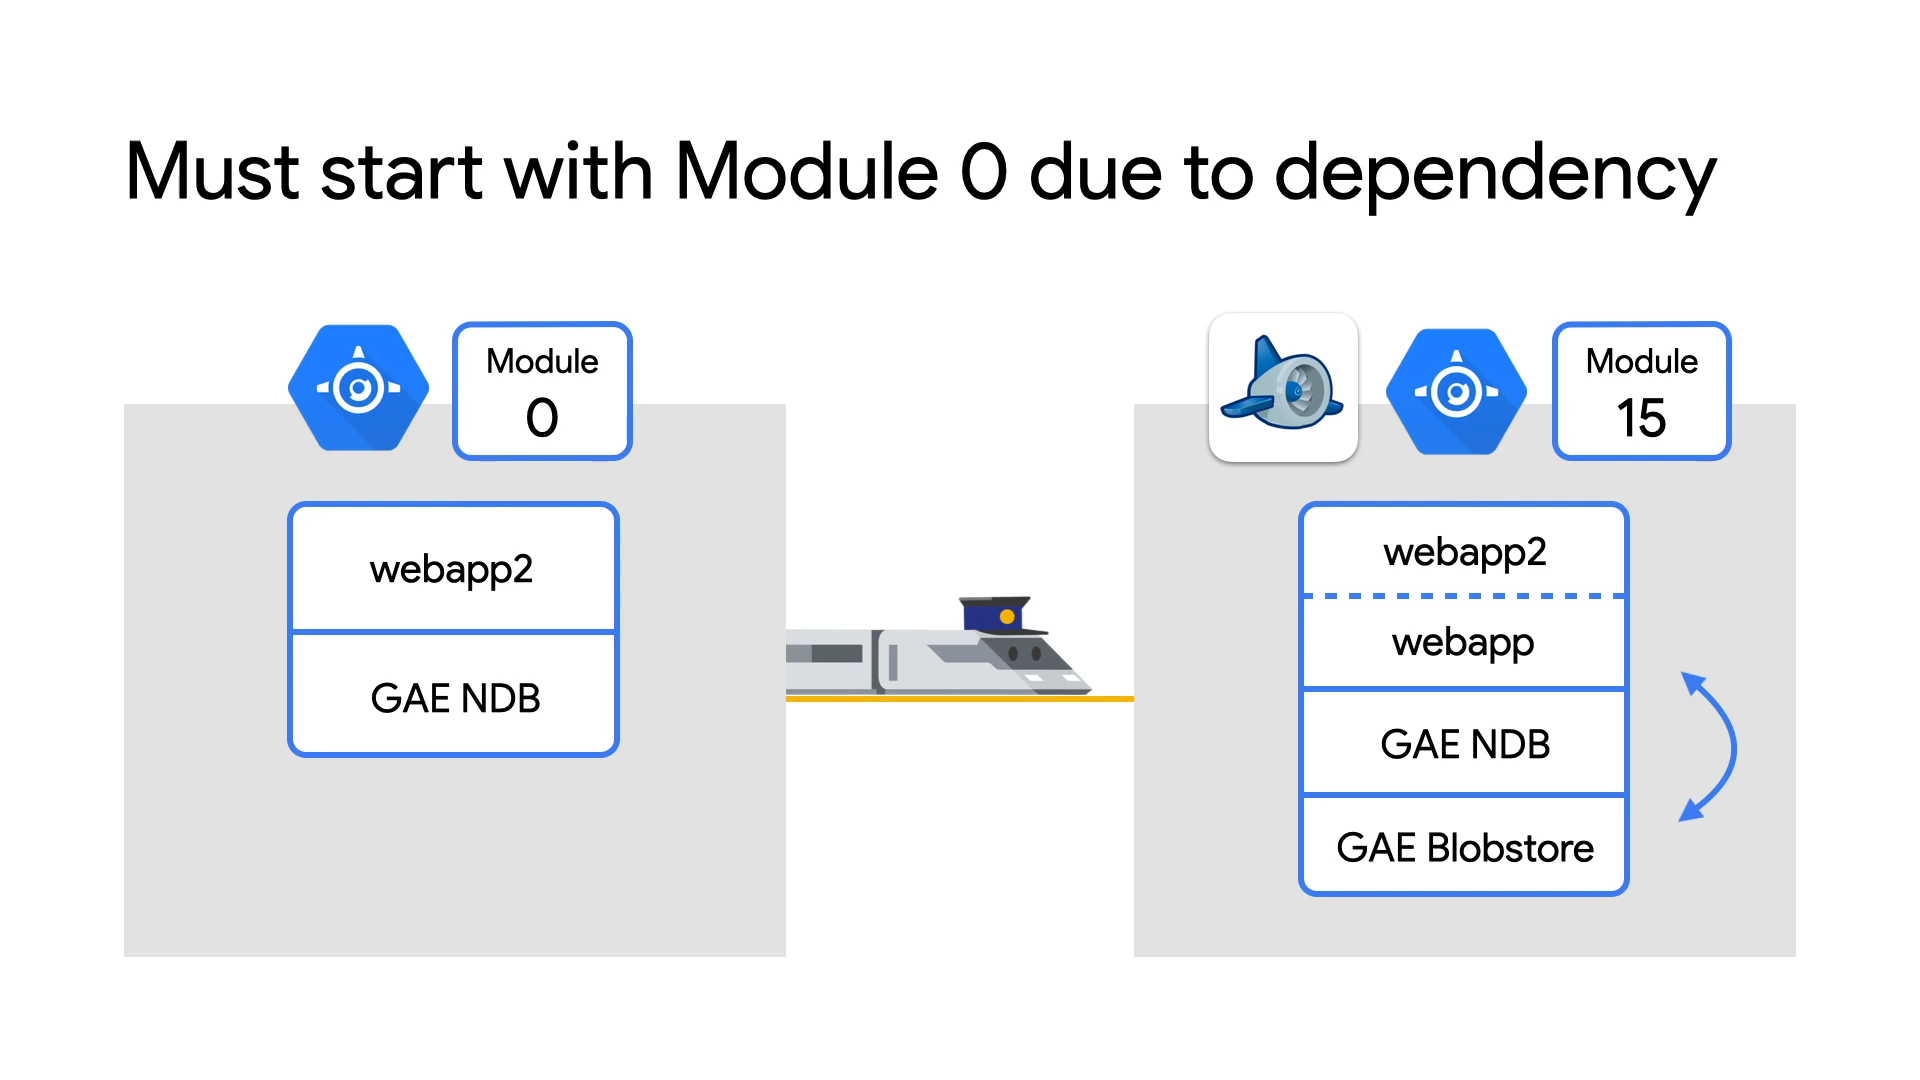 Must start with Module 0 due to dependency
Module
0
webapp2
GAE NDB
Module
15
webapp2
webapp
GAE NDB
GAE Blobstore